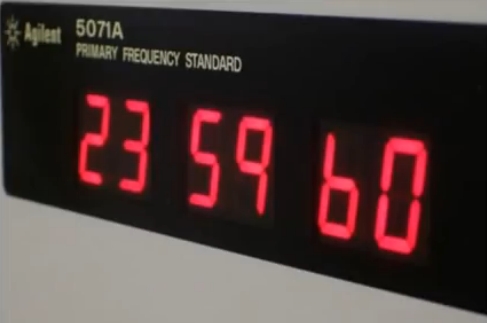 Agilent
5071A
PRIMARY FREQUENCY STANDARD
23 59 60